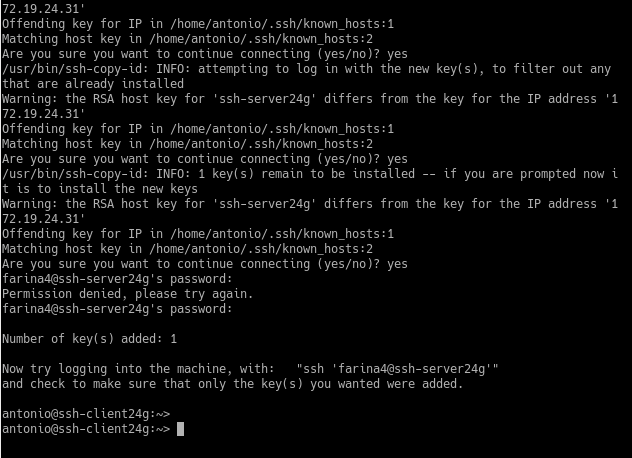 72.19.24.31'
Offending key for IP in /home/antonio/.ssh/known_hosts:1
Matching host key in /home/antonio/.ssh/known_hosts:2
Are you sure you want to continue connecting (yes/no)? yes
/usr/bin/ssh-copy-id: INFO: attempting to log in with the new key(s), to filter out any
that are already installed
Warning: the RSA host key for 'ssh-server24g' differs from the key for the IP address '1
72.19.24.31'
Offending key for IP in /home/antonio/.ssh/known_hosts:1
Matching host key in /home/antonio/.ssh/known_hosts:2
Are you sure you want to continue connecting (yes/no)? yes
/usr/bin/ssh-copy-id: INFO: 1 key(s) remain to be installed -- if you are prompted now i
t is to install the new keys
Warning: the RSA host key for 'ssh-server24g' differs from the key for the IP address '1
72.19.24.31'
Offending key for IP in /home/antonio/.ssh/known_hosts:1
Matching host key in /home/antonio/.ssh/known_hosts:2
Are you sure you want to continue connecting (yes/no)? yes
farina4@ssh-server24g's password:
Permission denied, please try again.
farina4@ssh-server24g's password:
Number of key(s) added: 1
Now try logging into the machine, with:   "ssh 'farina4@ssh-server24g'"
and check to make sure that only the key(s) you wanted were added.
antonio@ssh-client24g:~>
antonio@ssh-client24g:~>